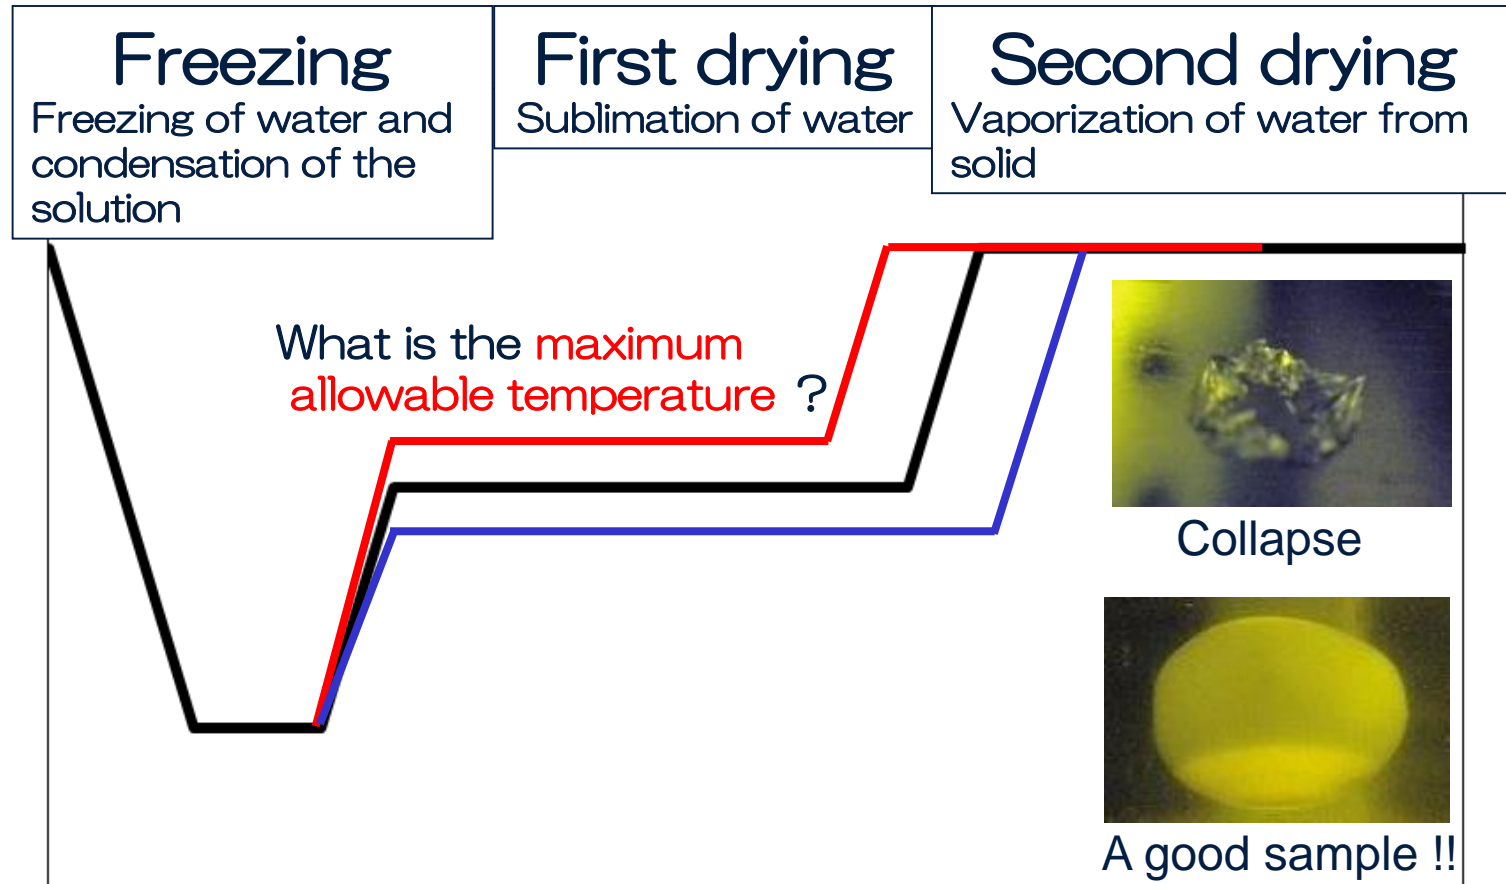 Freezing
Freezing of water and
condensation of the
solution
First drying
Sublimation of water
Second drying
Vaporization of water from
solid
What is the maximum
allowable temperature ?
Collapse
A good sample !!